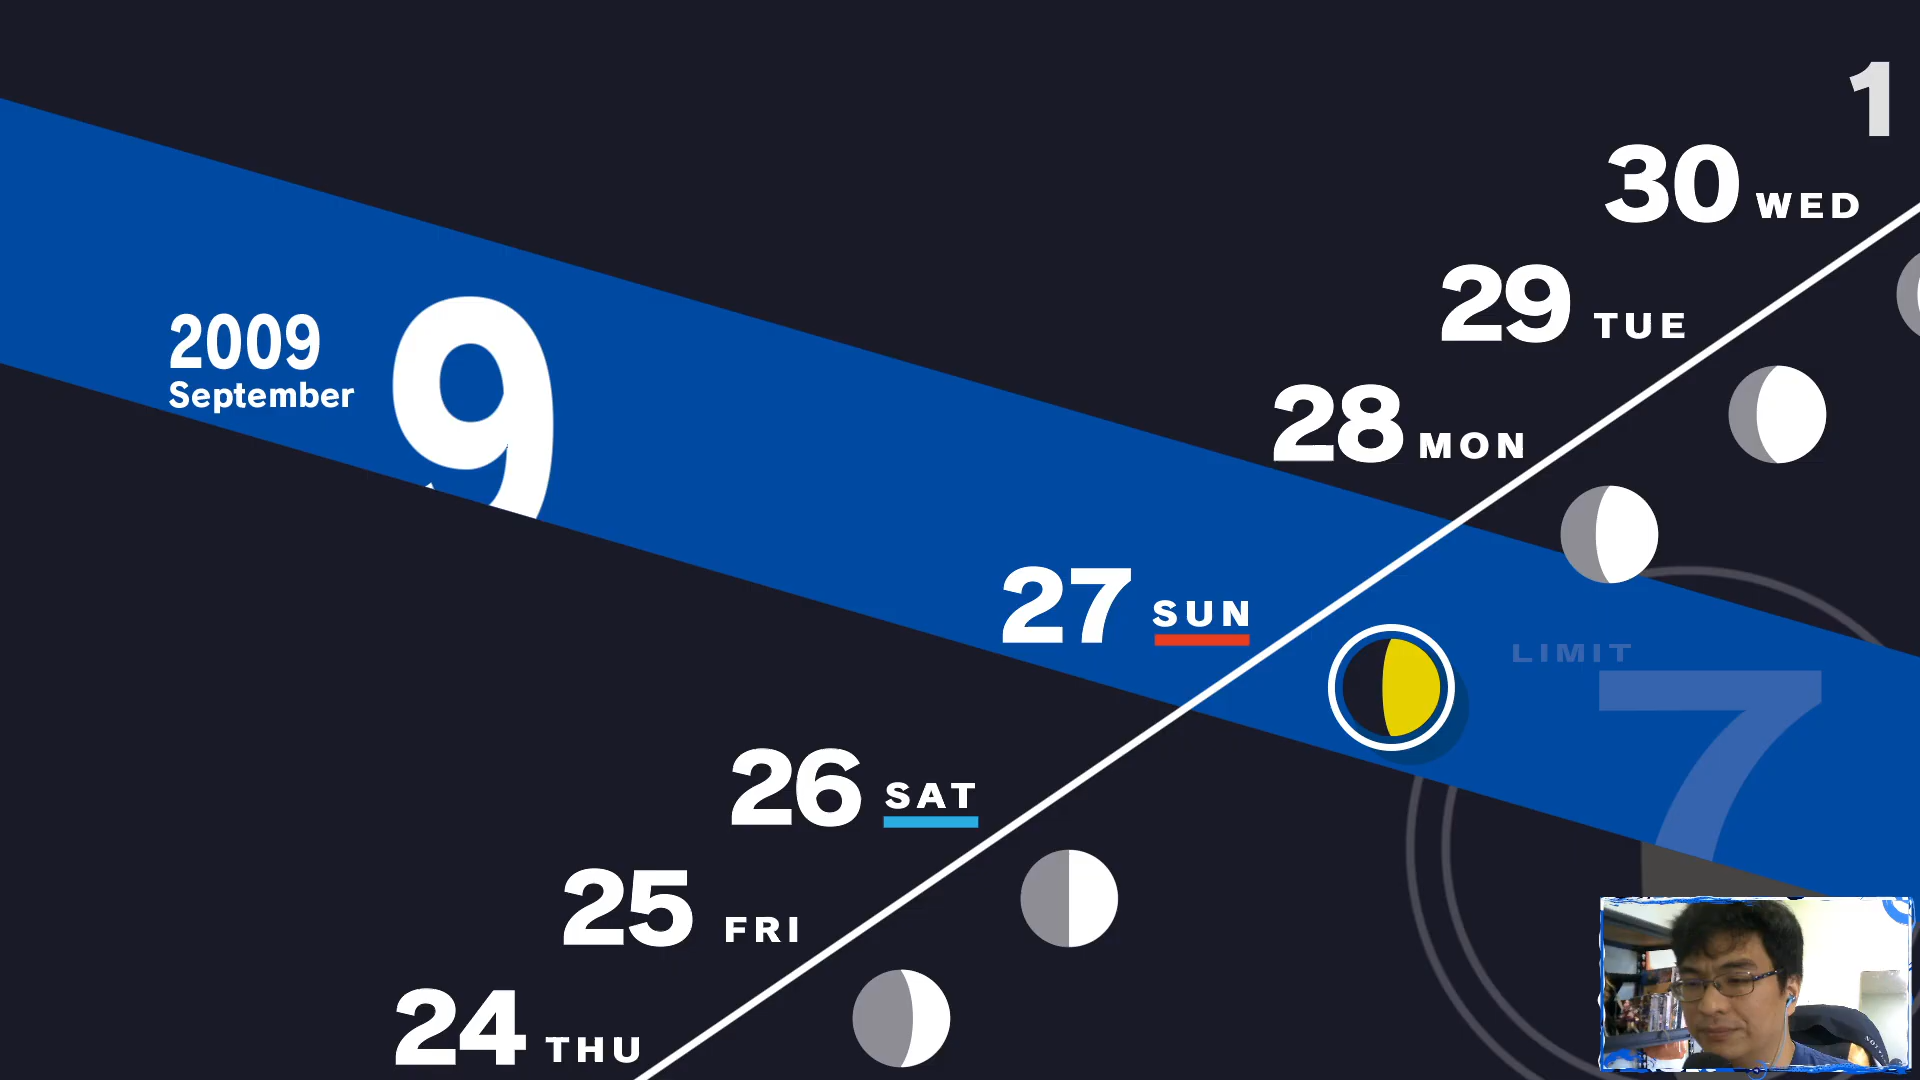 1
30 WED
29 TUE
2009
September
9
28 MON
27 SUN
LIMIT
7
26 SAT
25 FRI
24 THU